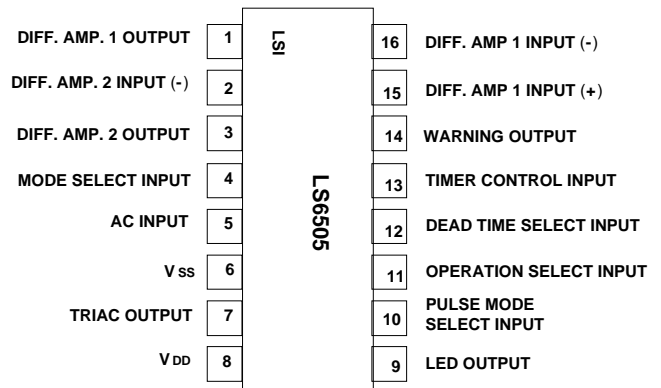 DIFF. AMP. 1 OUTPUT 1
DIFF. AMP. 2 INPUT (-) 2
DIFF. AMP. 2 OUTPUT 3
MODE SELECT INPUT 4
AC INPUT 5
V SS 6
TRIAC OUTPUT 7
V DD 8
LSI
LS6505
16 DIFF. AMP 1 INPUT (-)
15 DIFF. AMP 1 INPUT (+)
14 WARNING OUTPUT
13 TIMER CONTROL INPUT
12 DEAD TIME SELECT INPUT
11 OPERATION SELECT INPUT
10 PULSE MODE
SELECT INPUT
9 LED OUTPUT